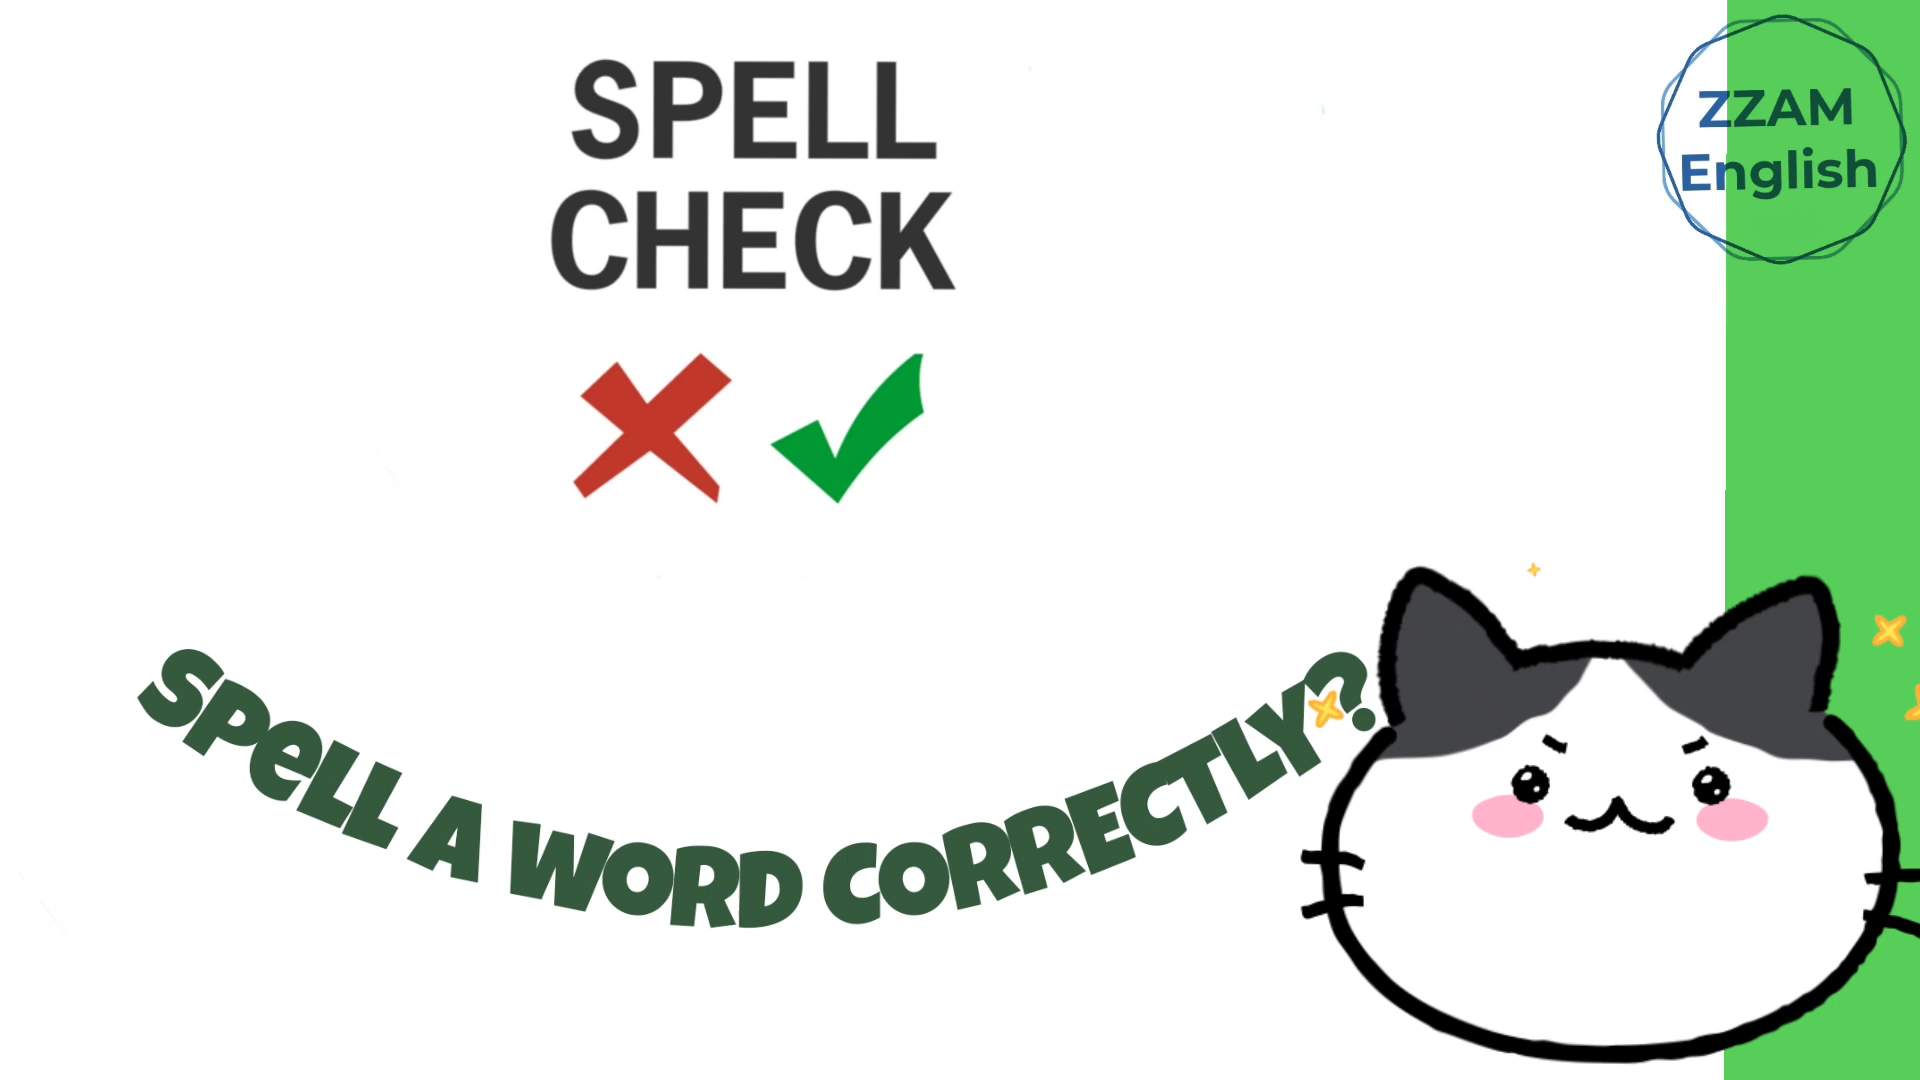 SPELL
CHECK
ZZAM
English
SPELL A WORD CORRECTLY?